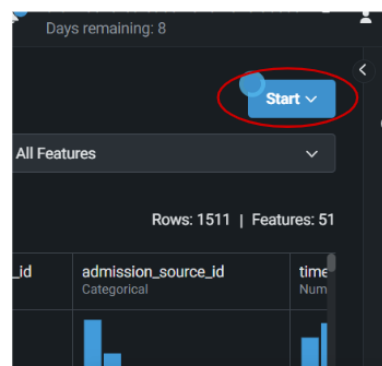 Days remaining: 8
Start
All Features
Rows: 1511 | Features: 51
_id admission_source_id time
Categorical Num